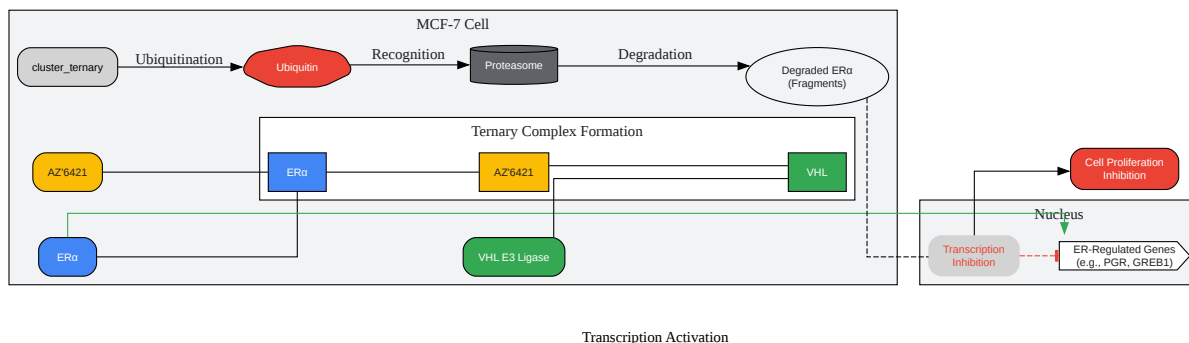 MCF-7 Cell
cluster_ternary
Ubiquitination
Ubiquitin
Recognition
Proteasome
Degradation
Degraded ERα
(Fragments)
Ternary Complex Formation
AZ'6421
ERα
AZ'6421
VHL
Cell Proliferation
Inhibition
Nucleus
ERα
VHL E3 Ligase
Transcription
Inhibition
ER-Regulated Genes
(e.g., PGR, GREB1)
Transcription Activation